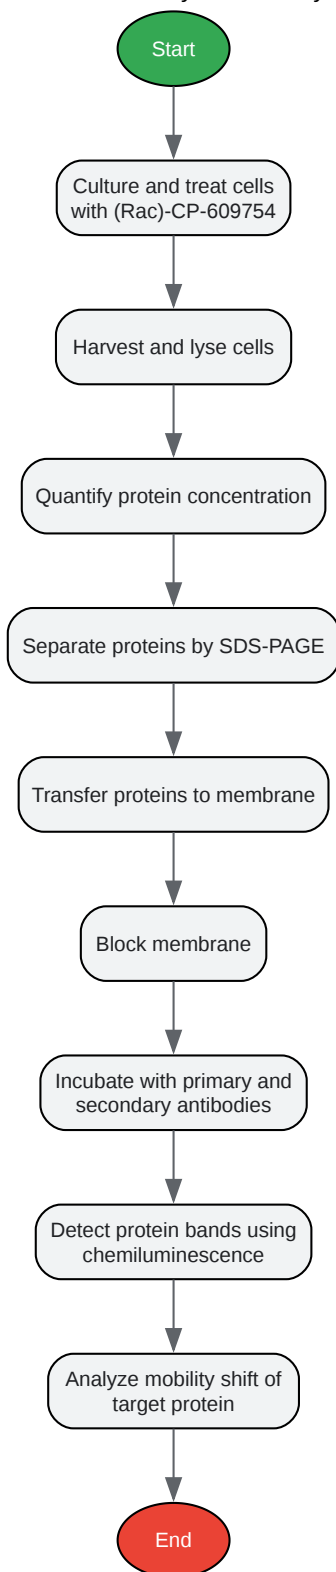 Start
Culture and treat cells
with (Rac)-CP-609754
Harvest and lyse cells
Quantify protein concentration
Separate proteins by SDS-PAGE
Transfer proteins to membrane
Block membrane
Incubate with primary and
secondary antibodies
Detect protein bands using
chemiluminescence
Analyze mobility shift of
target protein
End